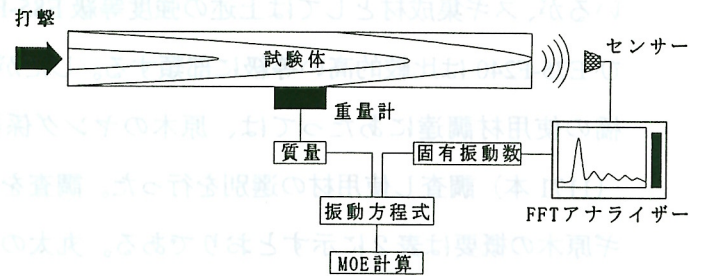 打撃
センサー
試験体
重量計
質量
固有振動数
FFTアナライザー
振動方程式
MOE計算